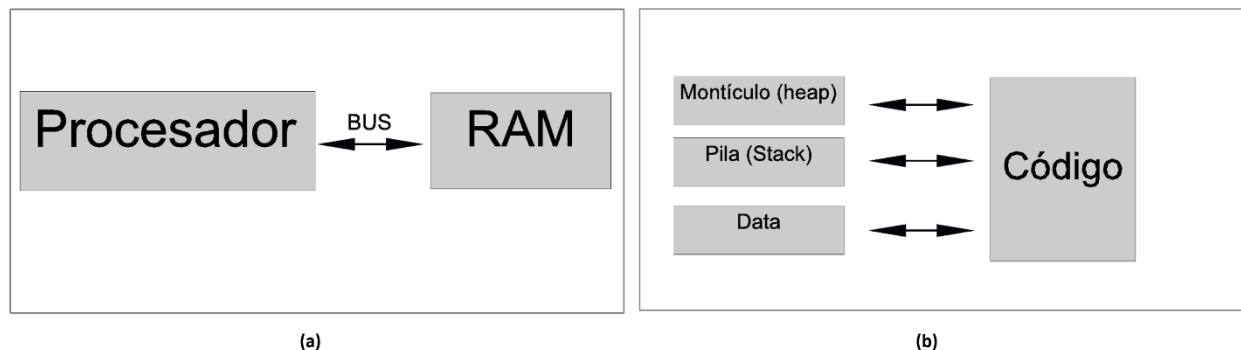 Procesador
BUS
RAM
(a)
Montículo (heap)
Pila (Stack)
Data
Código
(b)